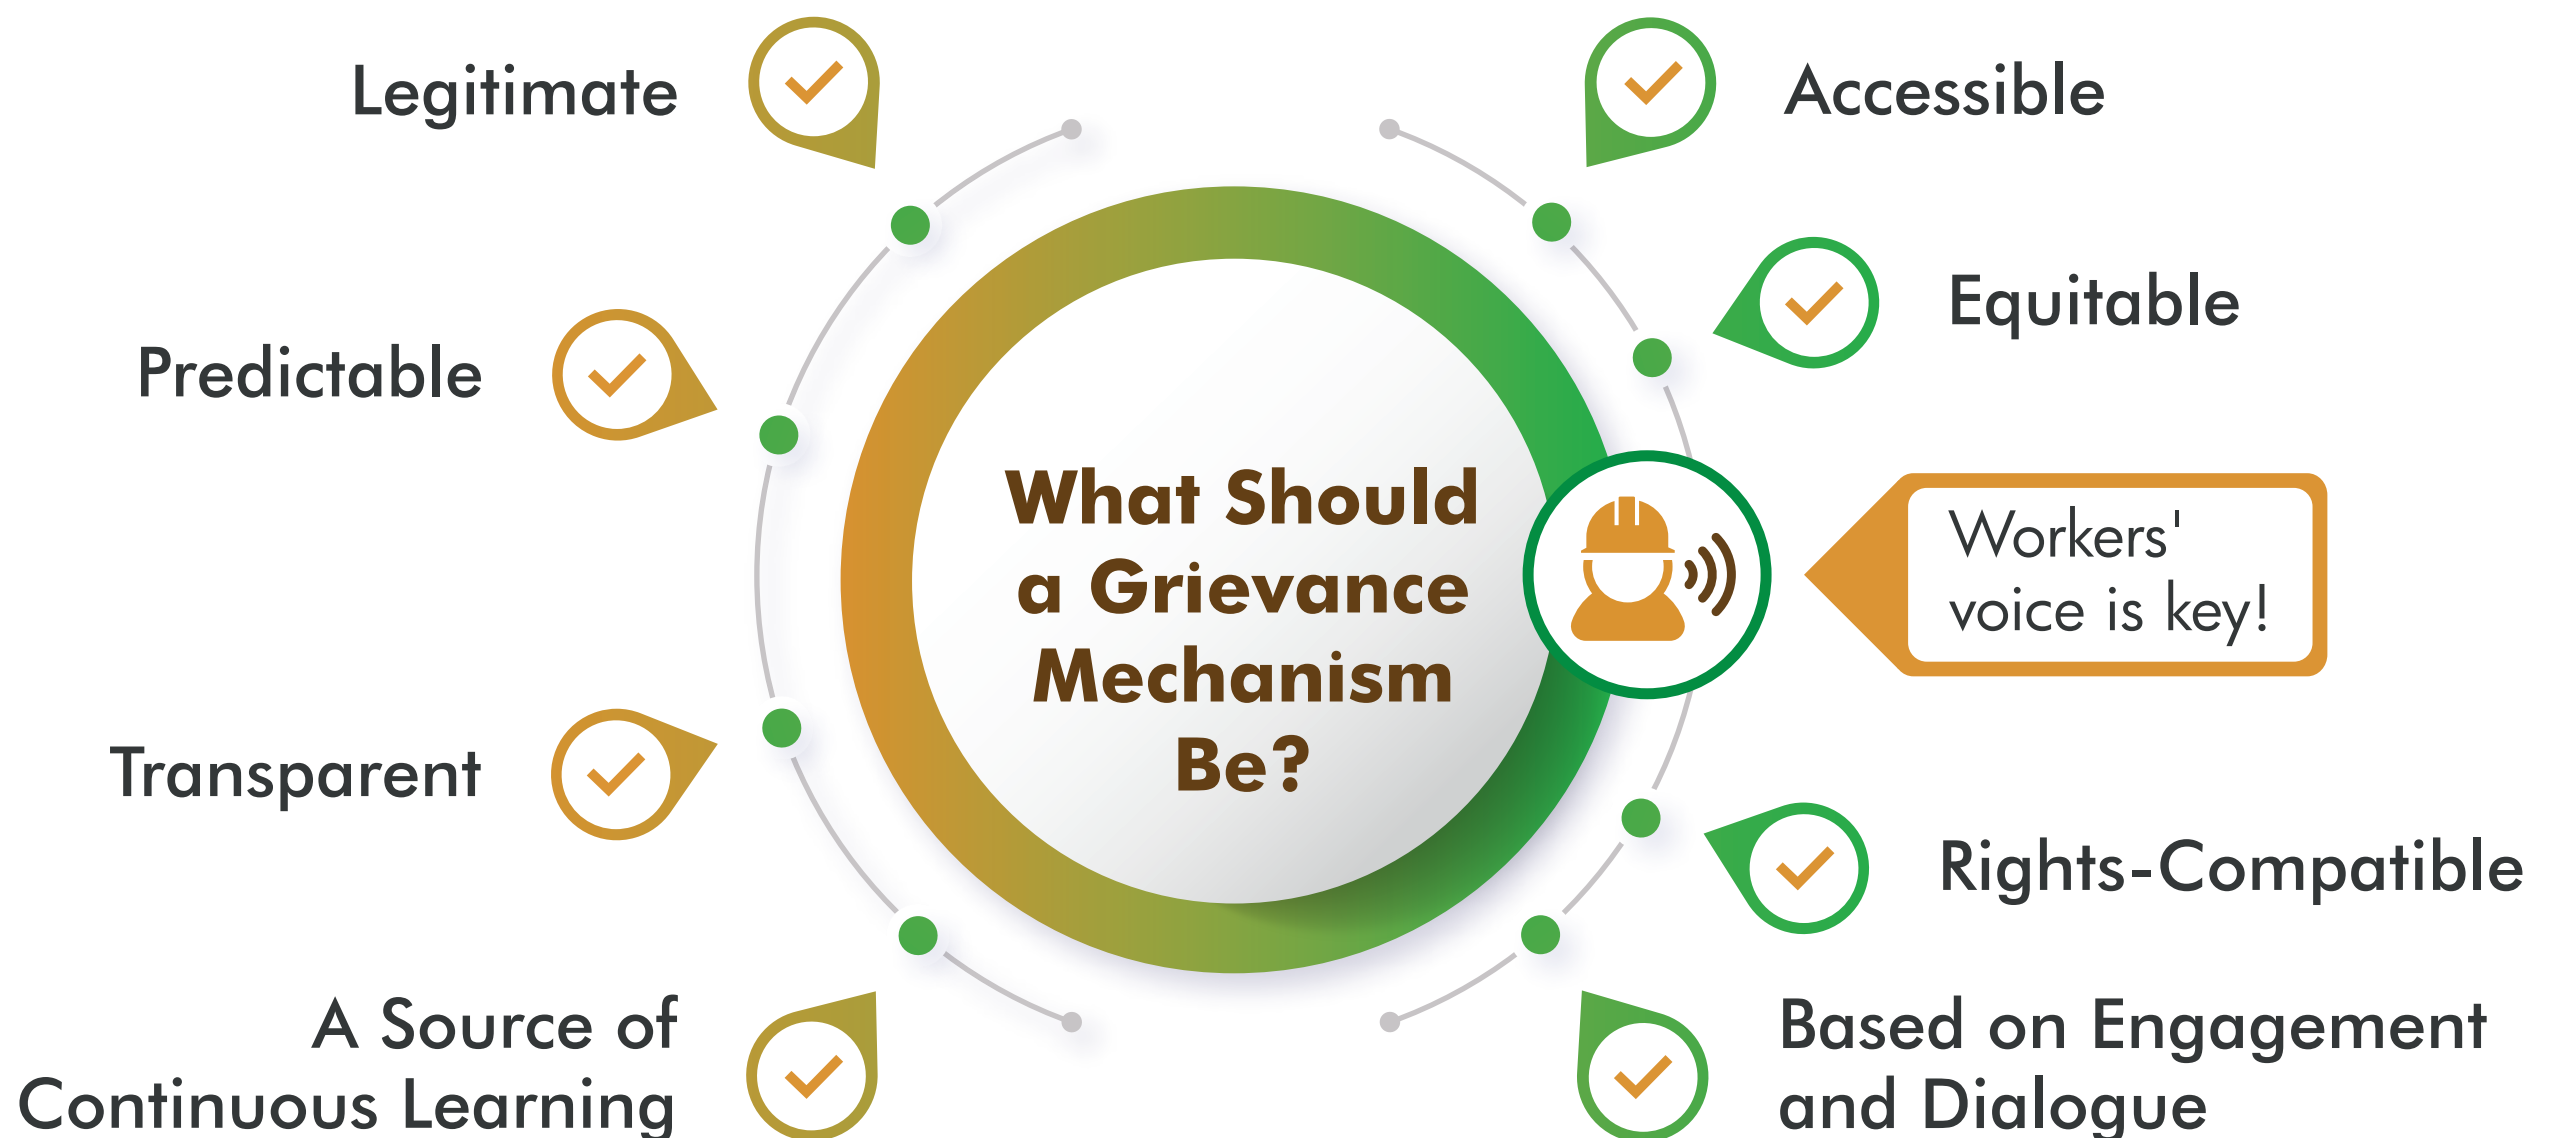 Legitimate
Accessible
Equitable
Predictable
What Should
a Grievance
Mechanism
Be?
Workers'
voice is key!
Transparent
Rights-Compatible
A Source of
Continuous Learning
Based on Engagement
and Dialogue